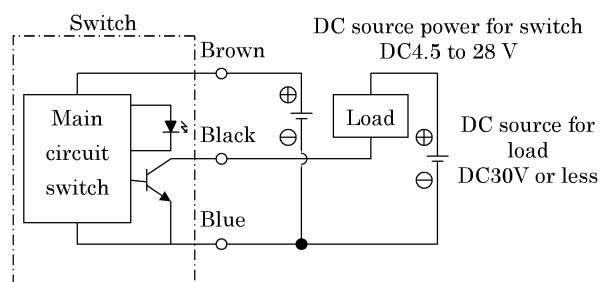 Switch
DC source power for switch
DC4.5 to 28 V
Brown
Main
circuit
switch
Load
Black
DC source for
load
DC30V or less
Blue